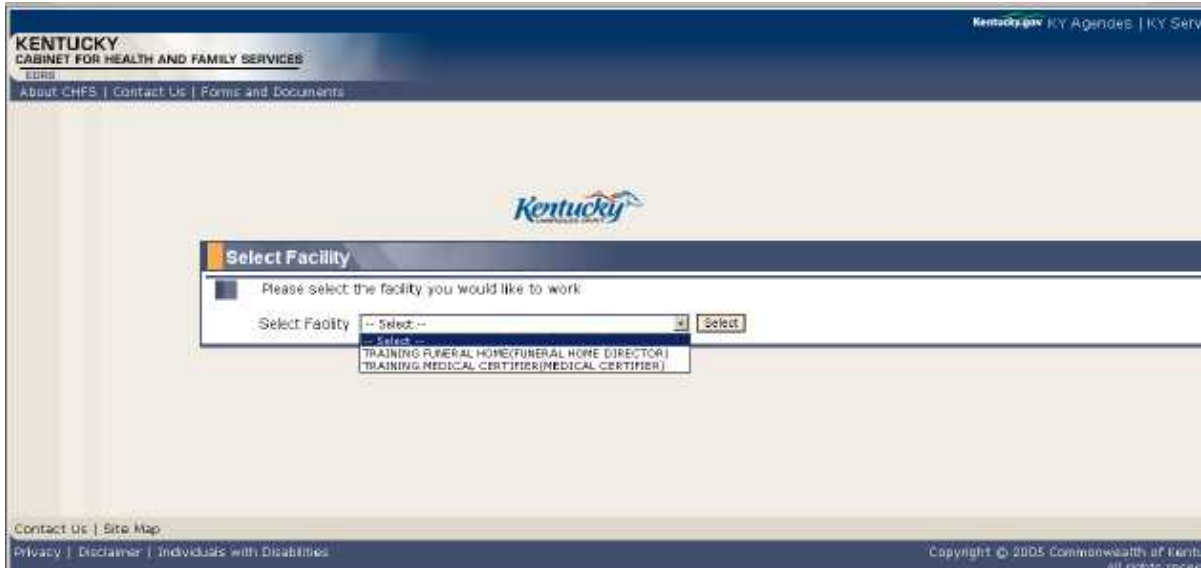 Kentucky.gov KY Agencies | KY Serv
KENTUCKY
CABINET FOR HEALTH AND FAMILY SERVICES
EDRS
About CHFS | Contact Us | Forms and Documents
Kentucky
Select Facility
Please select the facility you would like to work
Select Facility -- Select -- Select
-- Select --
TRAINING FUNERAL HOME(FUNERAL HOME DIRECTOR)
TRAINING MEDICAL CERTIFIER(MEDICAL CERTIFIER)
Contact Us | Site Map
Privacy | Disclaimer | Individuals with Disabilities
Copyright © 2005 Commonwealth of Kentu
All rights